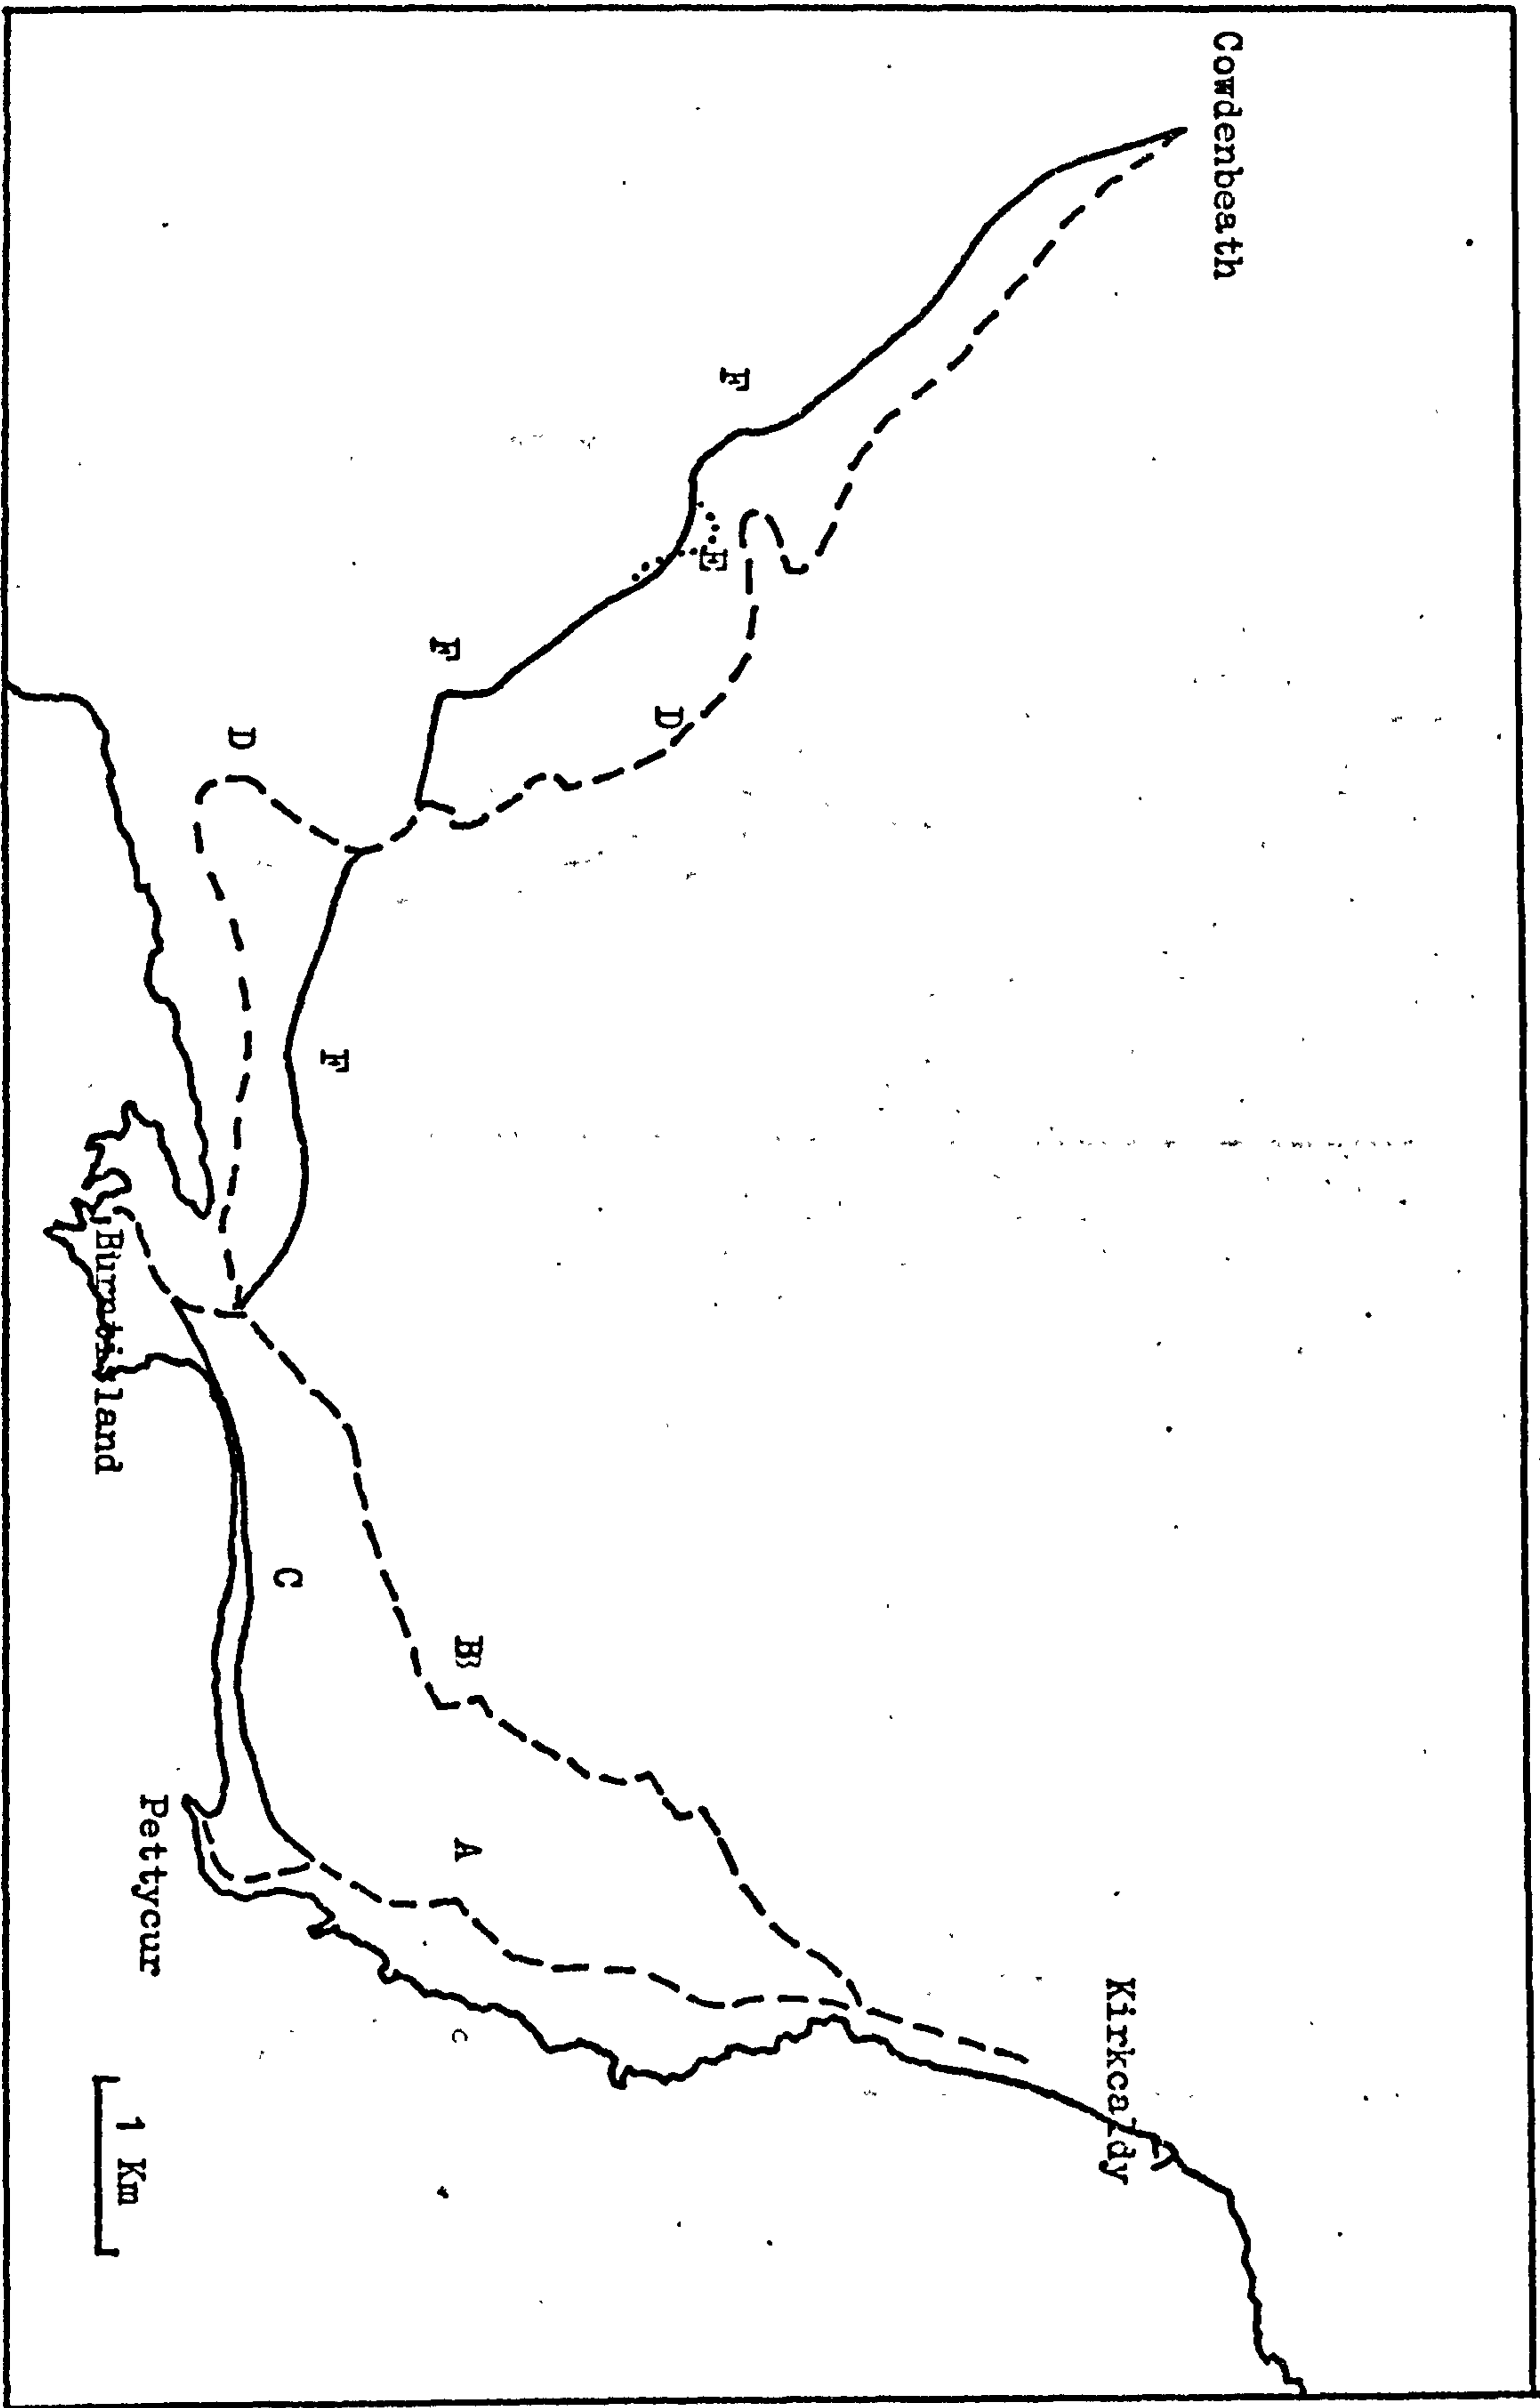 Cowdenbeath
F
E
F
D
D
F
Burntisland
C
B
A
Pettycur
Kirkcaldy
1 Km